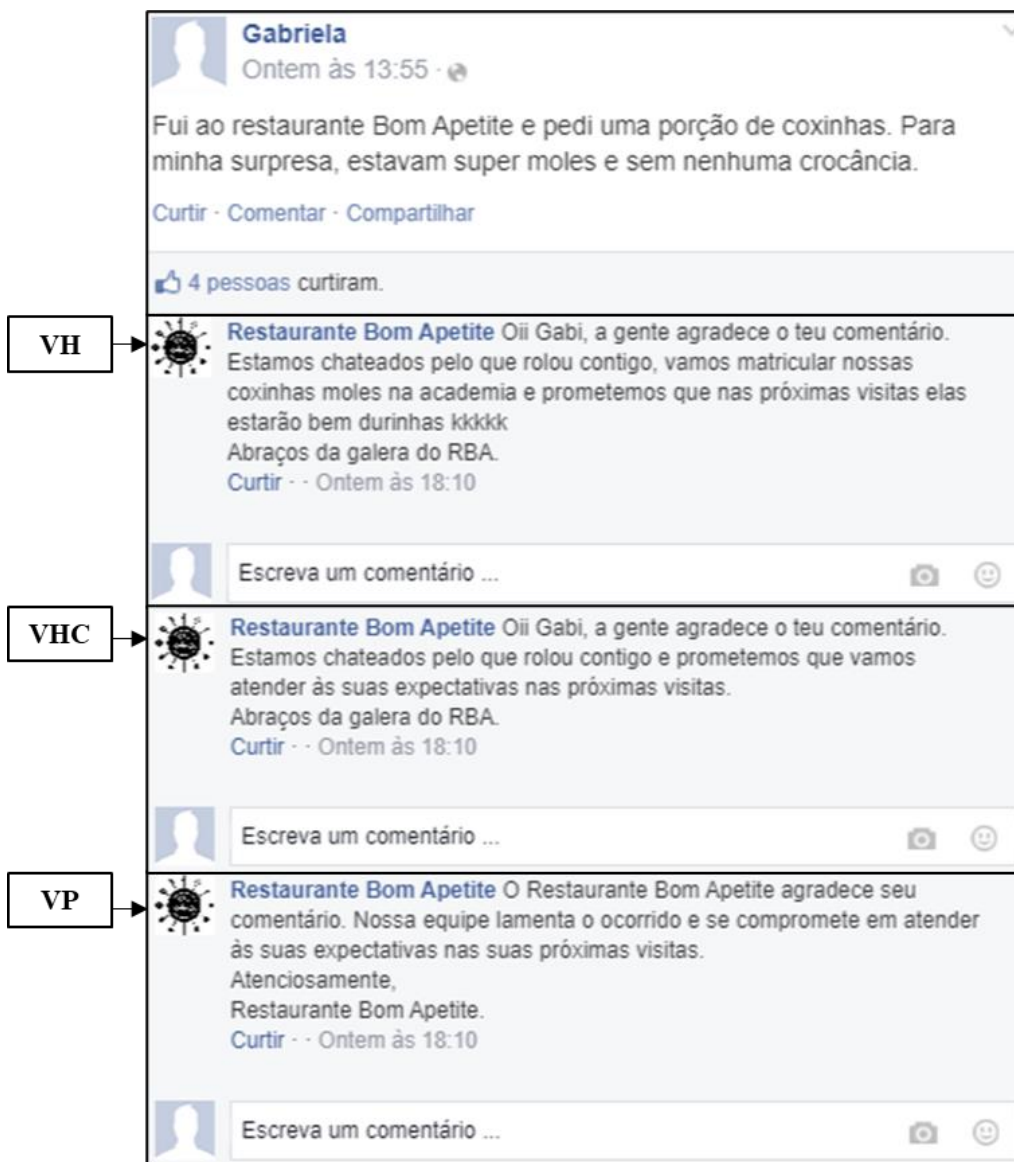 Gabriela
Ontem às 13:55 ·
Fui ao restaurante Bom Apetite e pedi uma porção de coxinhas. Para
minha surpresa, estavam super moles e sem nenhuma crocância.
Curtir · Comentar · Compartilhar
4 pessoas curtiram.
VH
Restaurante Bom Apetite Oii Gabi, a gente agradece o teu comentário.
Estamos chateados pelo que rolou contigo, vamos matricular nossas
coxinhas moles na academia e prometemos que nas próximas visitas elas
estarão bem durinhas kkkkk
Abraços da galera do RBA.
Curtir · · Ontem às 18:10
Escreva um comentário ...
VHC
Restaurante Bom Apetite Oii Gabi, a gente agradece o teu comentário.
Estamos chateados pelo que rolou contigo e prometemos que vamos
atender às suas expectativas nas próximas visitas.
Abraços da galera do RBA.
Curtir · · Ontem às 18:10
Escreva um comentário ...
VP
Restaurante Bom Apetite O Restaurante Bom Apetite agradece seu
comentário. Nossa equipe lamenta o ocorrido e se compromete em atender
às suas expectativas nas suas próximas visitas.
Atenciosamente,
Restaurante Bom Apetite.
Curtir · · Ontem às 18:10
Escreva um comentário ...